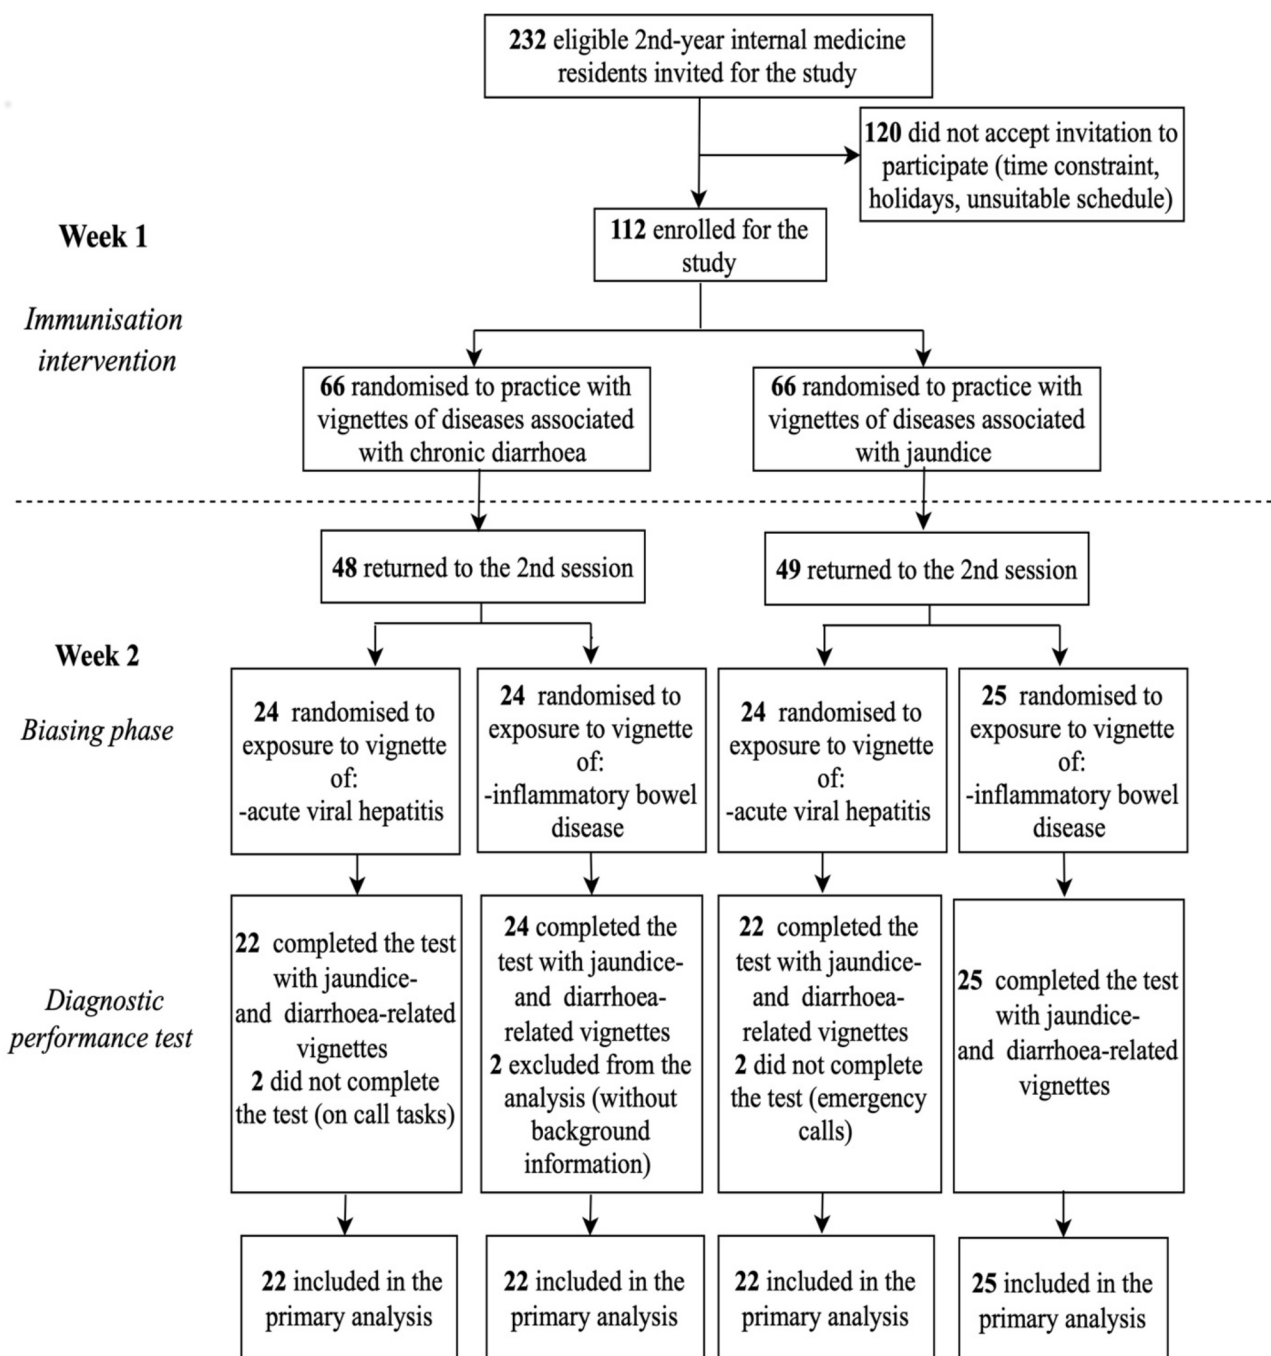 232 eligible 2nd-year internal medicine
residents invited for the study
120 did not accept invitation to
participate (time constraint,
holidays, unsuitable schedule)
112 enrolled for the
study
Week 1
Immunisation
intervention
66 randomised to practice with
vignettes of diseases associated
with chronic diarrhoea
66 randomised to practice with
vignettes of diseases associated
with jaundice
48 returned to the 2nd session
49 returned to the 2nd session
Week 2
Biasing phase
24 randomised to
exposure to vignette
of:
-acute viral hepatitis
24 randomised to
exposure to vignette
of:
-inflammatory bowel
disease
24 randomised to
exposure to vignette
of:
-acute viral hepatitis
25 randomised to
exposure to vignette
of:
-inflammatory bowel
disease
Diagnostic
performance test
22 completed the test
with jaundice-
and diarrhoea-related
vignettes
2 did not complete
the test (on call tasks)
24 completed the
test with jaundice-
and diarrhoea-
related vignettes
2 excluded from the
analysis (without
background
information)
22 completed the
test with jaundice-
and diarrhoea-
related vignettes
2 did not complete
the test (emergency
calls)
25 completed the test
with jaundice-
and diarrhoea-related
vignettes
22 included in the
primary analysis
22 included in the
primary analysis
22 included in the
primary analysis
25 included in the
primary analysis